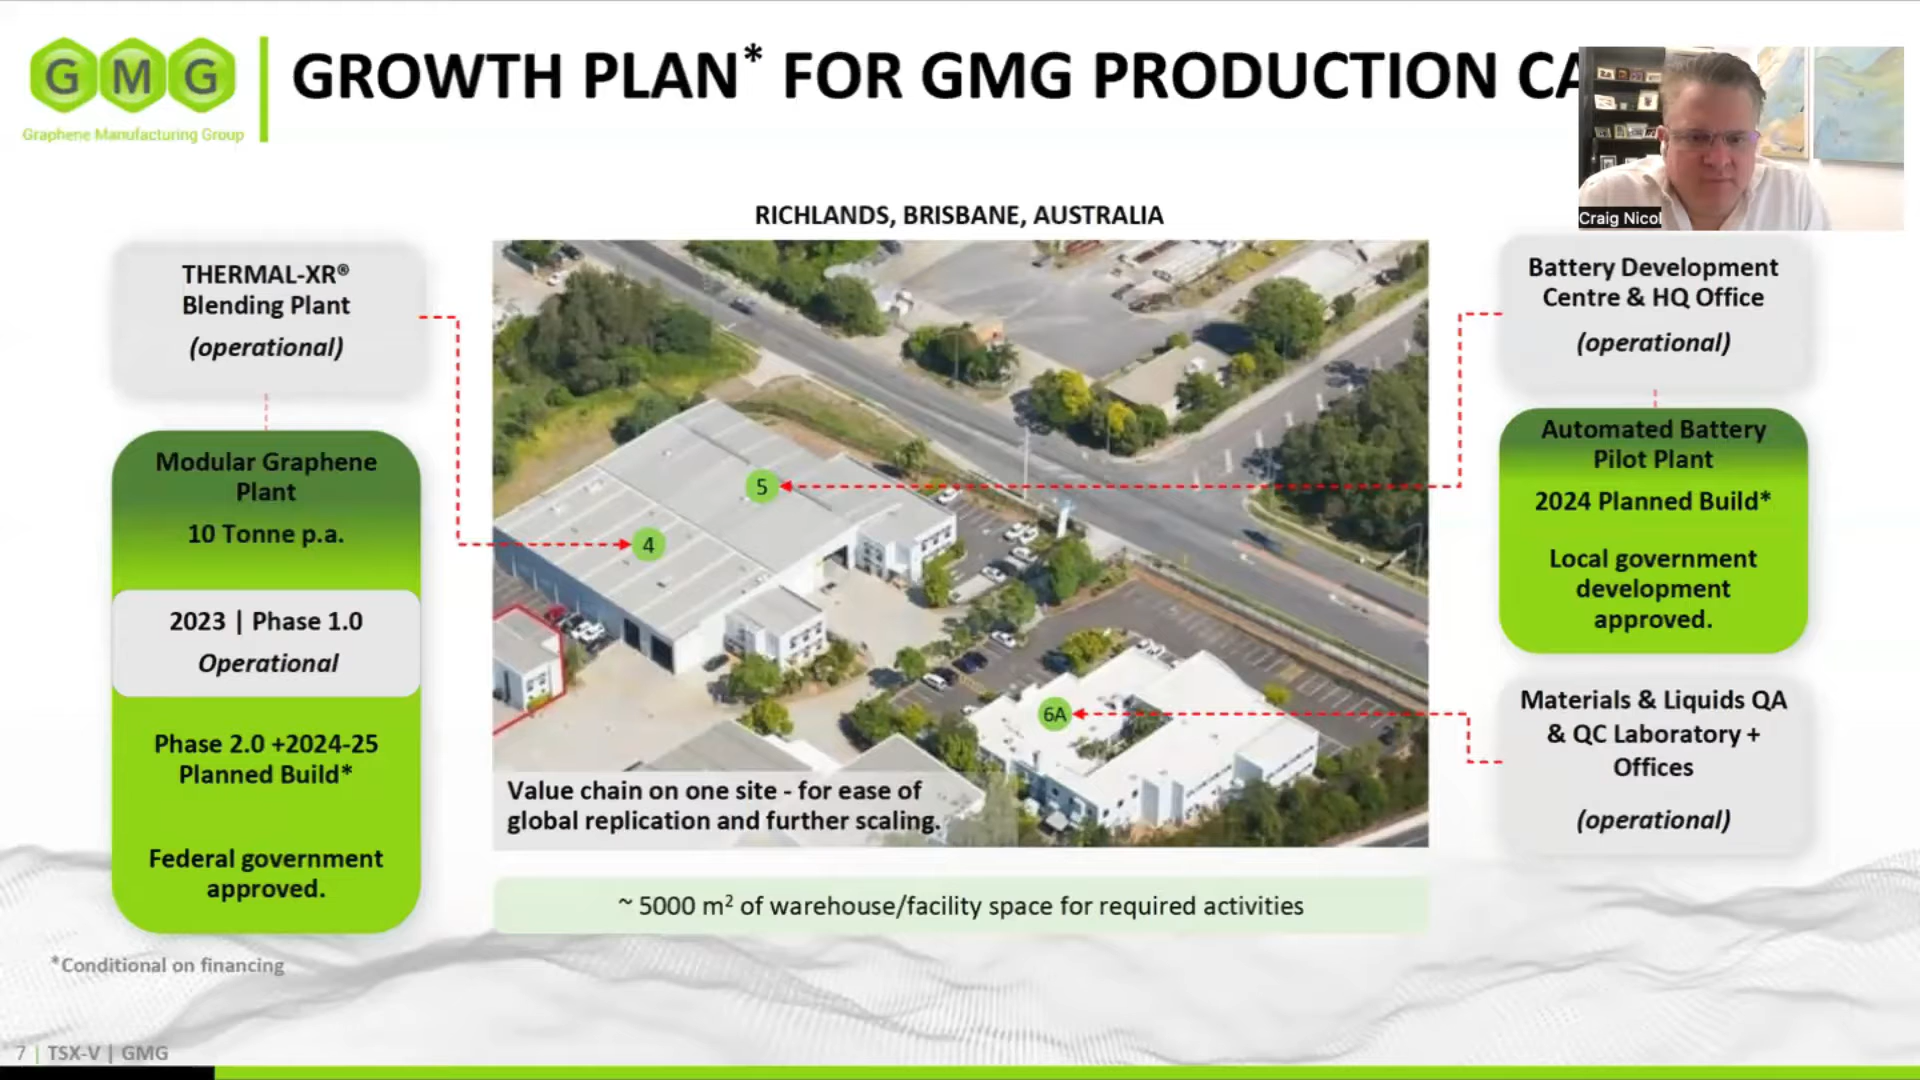 GMG
Graphene Manufacturing Group
GROWTH PLAN* FOR GMG PRODUCTION CA
Craig Nicol
RICHLANDS, BRISBANE, AUSTRALIA
THERMAL-XR®
Blending Plant
(operational)
Modular Graphene
Plant
10 Tonne p.a.
2023 | Phase 1.0
Operational
Phase 2.0 +2024-25
Planned Build*
Federal government
approved.
5
4
6A
Value chain on one site - for ease of
global replication and further scaling.
~ 5000 m² of warehouse/facility space for required activities
Battery Development
Centre & HQ Office
(operational)
Automated Battery
Pilot Plant
2024 Planned Build*
Local government
development
approved.
Materials & Liquids QA
& QC Laboratory +
Offices
(operational)
*Conditional on financing
7 | TSX-V | GMG